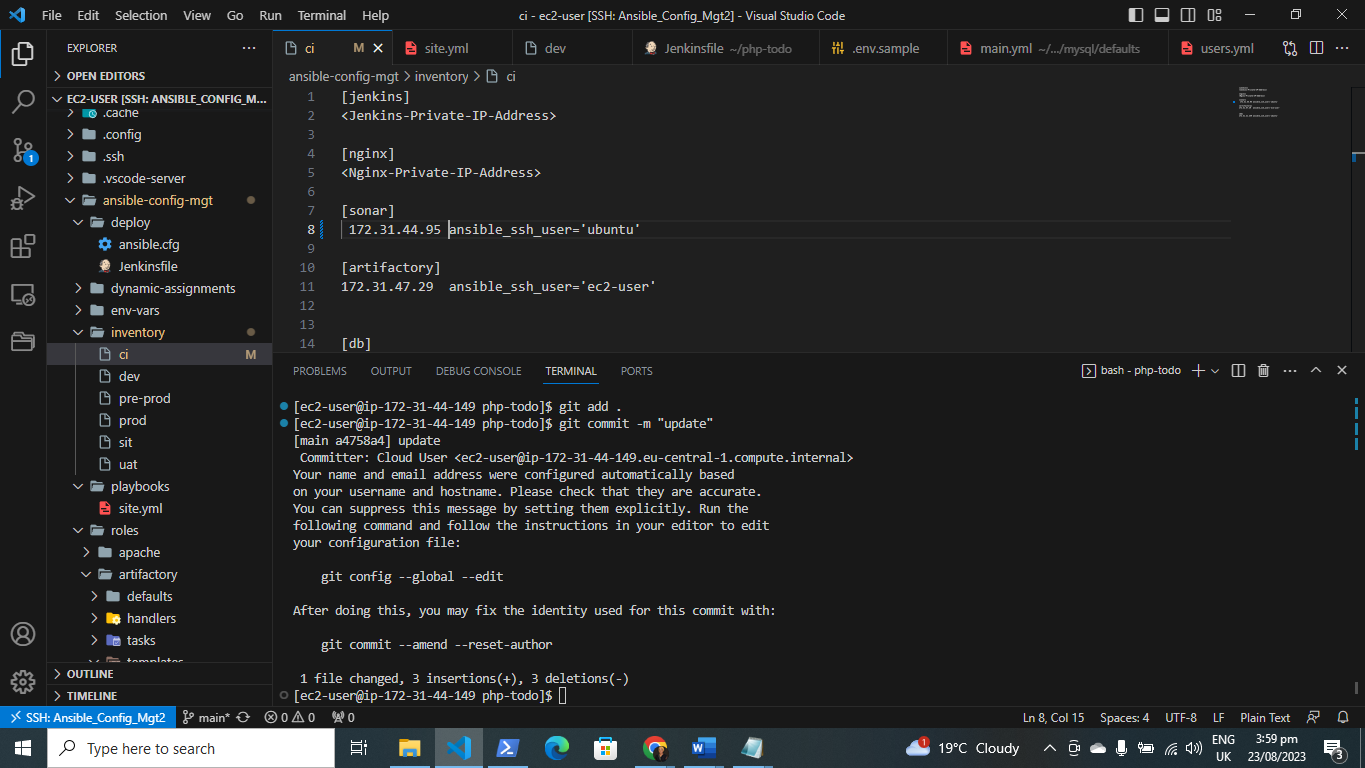 File Edit Selection View Go Run Terminal Help
ci - ec2-user [SSH: Ansible_Config_Mgt2] - Visual Studio Code
EXPLORER
OPEN EDITORS
EC2-USER [SSH: ANSIBLE_CONFIG_M...
.cache
.config
.ssh
.vscode-server
ansible-config-mgt
deploy
ansible.cfg
Jenkinsfile
dynamic-assignments
env-vars
inventory
ci M
dev
pre-prod
prod
sit
uat
playbooks
site.yml
roles
apache
artifactory
defaults
handlers
tasks
templates
OUTLINE
TIMELINE
1
ci M
site.yml
dev
Jenkinsfile ~/php-todo
.env.sample
main.yml ~/.../mysql/defaults
users.yml
ansible-config-mgt > inventory > ci
1 [jenkins]
2 <Jenkins-Private-IP-Address>
3
4 [nginx]
5 <Nginx-Private-IP-Address>
6
7 [sonar]
8 172.31.44.95 ansible_ssh_user='ubuntu'
9
10 [artifactory]
11 172.31.47.29 ansible_ssh_user='ec2-user'
12
13
14 [db]
PROBLEMS OUTPUT DEBUG CONSOLE TERMINAL PORTS
bash - php-todo
[ec2-user@ip-172-31-44-149 php-todo]$ git add .
[ec2-user@ip-172-31-44-149 php-todo]$ git commit -m "update"
[main a4758a4] update
Committer: Cloud User <ec2-user@ip-172-31-44-149.eu-central-1.compute.internal>
Your name and email address were configured automatically based
on your username and hostname. Please check that they are accurate.
You can suppress this message by setting them explicitly. Run the
following command and follow the instructions in your editor to edit
your configuration file:
git config --global --edit
After doing this, you may fix the identity used for this commit with:
git commit --amend --reset-author
1 file changed, 3 insertions(+), 3 deletions(-)
[ec2-user@ip-172-31-44-149 php-todo]$
SSH: Ansible_Config_Mgt2 main* 0 0 0
Ln 8, Col 15 Spaces: 4 UTF-8 LF Plain Text
Type here to search
1
19°C Cloudy
ENG
UK
3:59 pm
23/08/2023
3